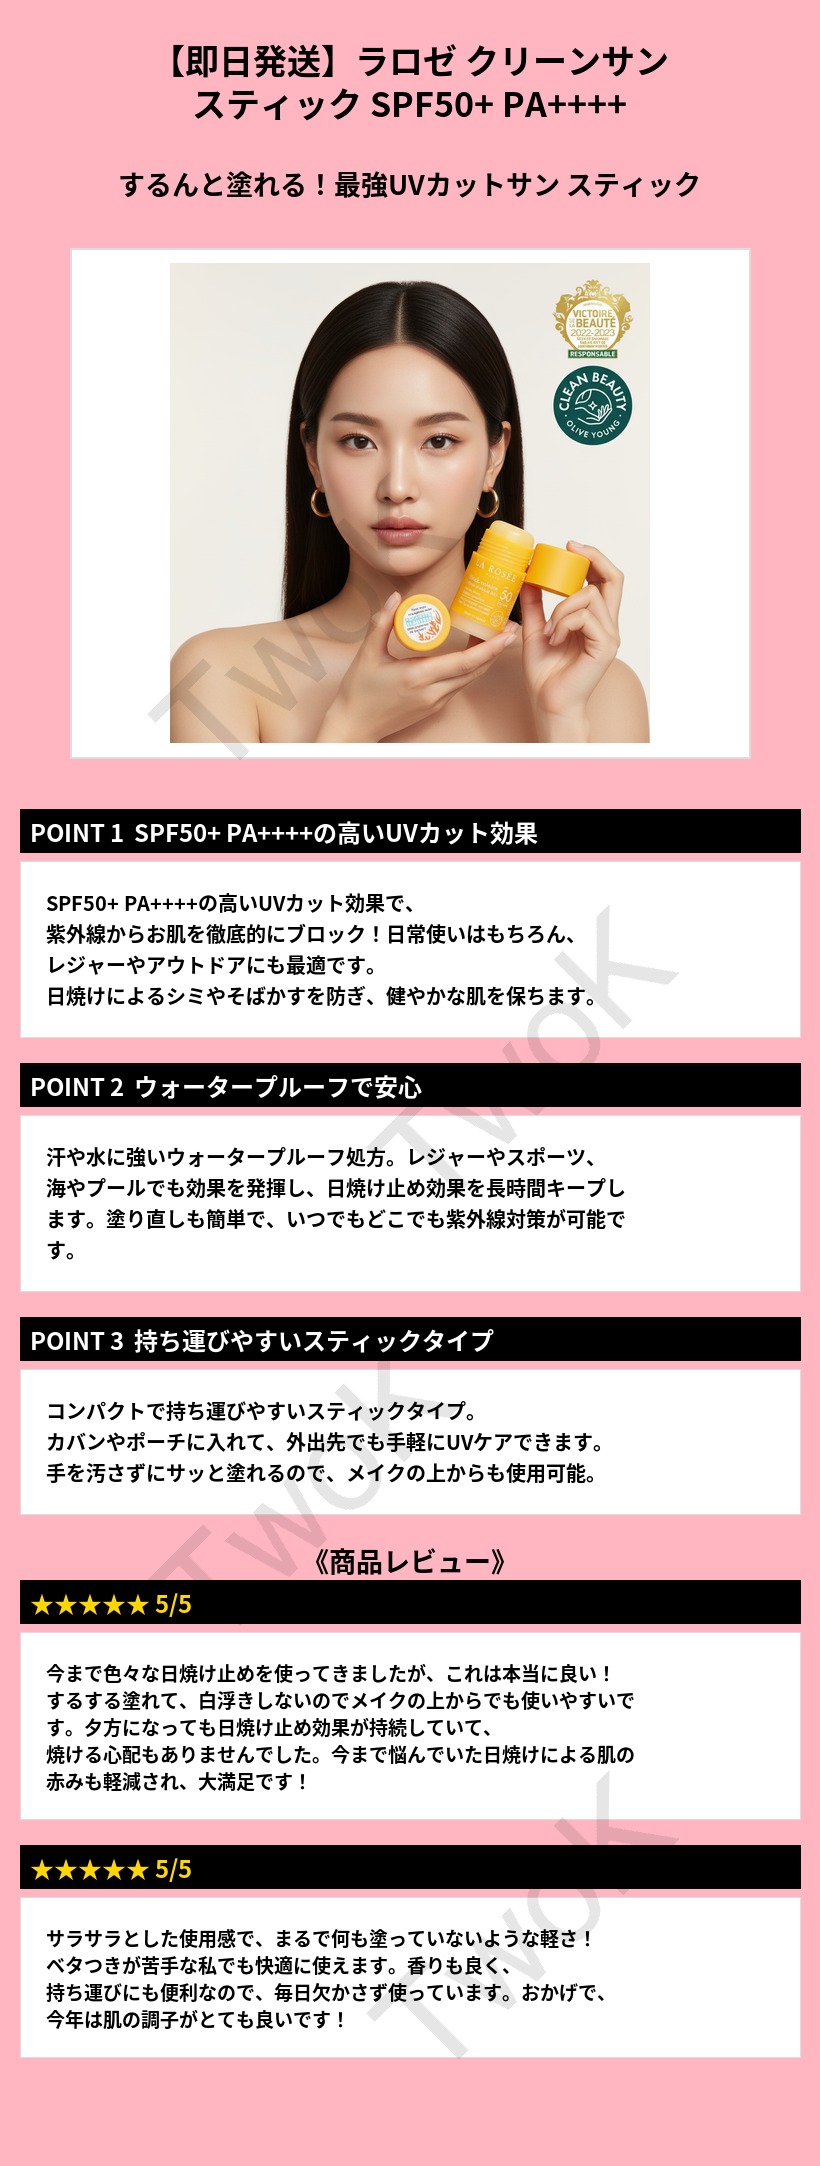 【即日発送】ラロゼ クリーンサン
スティック SPF50+ PA++++
するんと塗れる！最強UVカットサン スティック
VICTOIRE
DE LA BEAUTÉ
2022-2023
RESPONSABLE
CLEAN BEAUTY
OLIVE YOUNG
LA ROSÉE
50
TwoK
POINT 1 SPF50+ PA++++の高いUVカット効果
SPF50+ PA++++の高いUVカット効果で、
紫外線からお肌を徹底的にブロック！日常使いはもちろん、
レジャーやアウトドアにも最適です。
日焼けによるシミやそばかすを防ぎ、健やかな肌を保ちます。
TwoK
POINT 2 ウォータープルーフで安心
汗や水に強いウォータープルーフ処方。レジャーやスポーツ、
海やプールでも効果を発揮し、日焼け止め効果を長時間キープし
ます。塗り直しも簡単で、いつでもどこでも紫外線対策が可能で
す。
POINT 3 持ち運びやすいスティックタイプ
コンパクトで持ち運びやすいスティックタイプ。
カバンやポーチに入れて、外出先でも手軽にUVケアできます。
手を汚さずにサッと塗れるので、メイクの上からも使用可能。
TwoK
《商品レビュー》
★★★★★ 5/5
今まで色々な日焼け止めを使ってきましたが、これは本当に良い！
するする塗れて、白浮きしないのでメイクの上からでも使いやすいで
す。夕方になっても日焼け止め効果が持続していて、
焼ける心配もありませんでした。今まで悩んでいた日焼けによる肌の
赤みも軽減され、大満足です！
★★★★★ 5/5
サラサラとした使用感で、まるで何も塗っていないような軽さ！
ベタつきが苦手な私でも快適に使えます。香りも良く、
持ち運びにも便利なので、毎日欠かさず使っています。おかげで、
今年は肌の調子がとても良いです！
TwoK